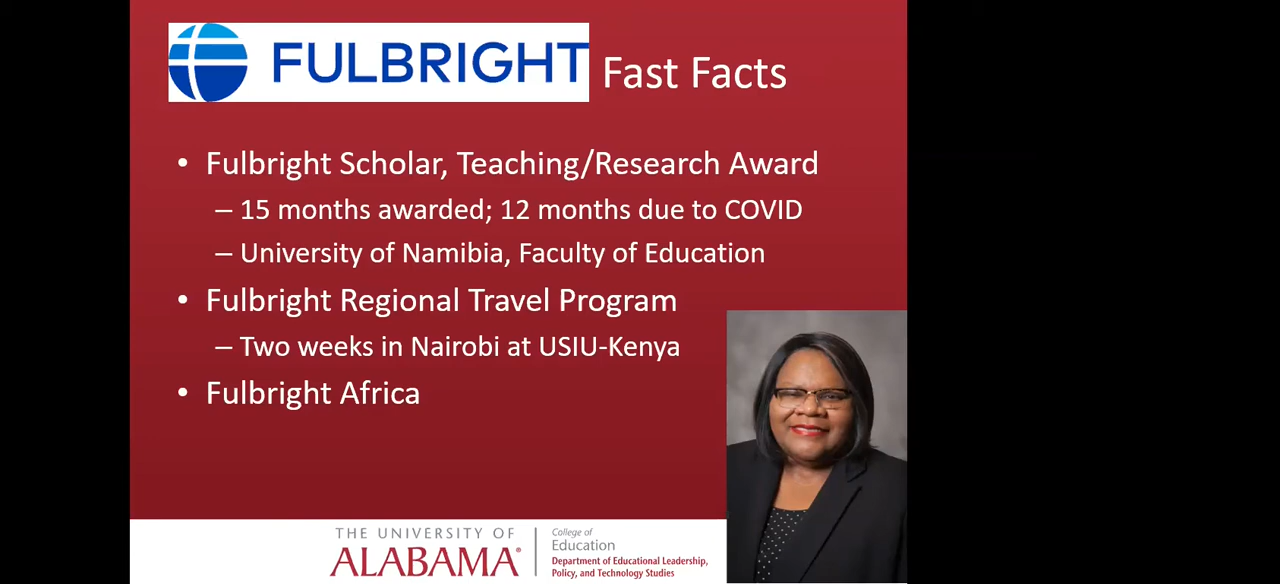 FULBRIGHT Fast Facts
• Fulbright Scholar, Teaching/Research Award
– 15 months awarded; 12 months due to COVID
– University of Namibia, Faculty of Education
• Fulbright Regional Travel Program
– Two weeks in Nairobi at USIU-Kenya
• Fulbright Africa
THE UNIVERSITY OF
ALABAMA®
College of
Education
Department of Educational Leadership,
Policy, and Technology Studies